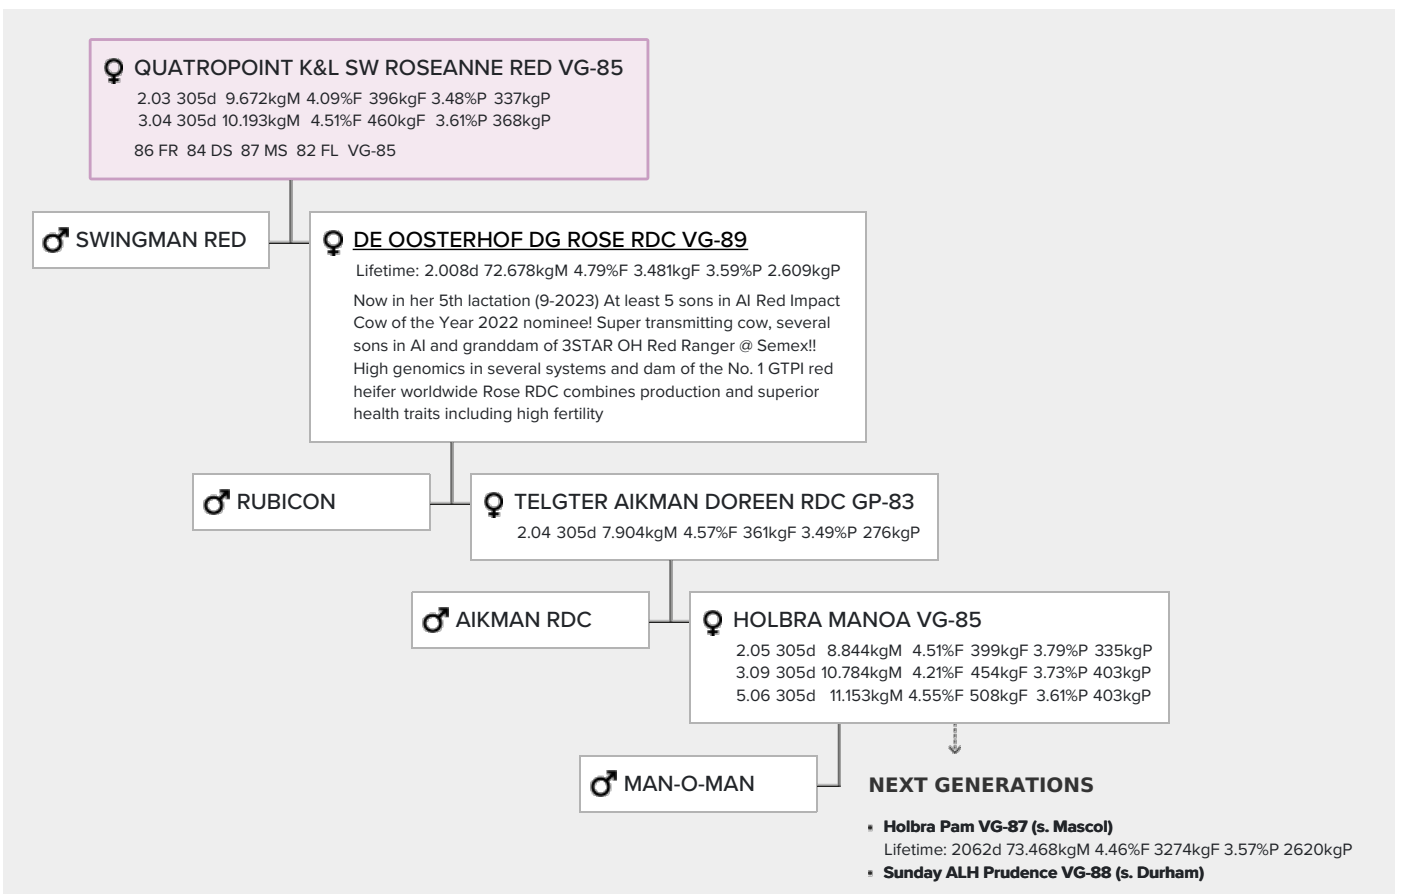 QUATROPOINT K&L SW ROSEANNE RED VG-85
2.03 305d 9.672kgM 4.09%F 396kgF 3.48%P 337kgP
3.04 305d 10.193kgM 4.51%F 460kgF 3.61%P 368kgP
86 FR 84 DS 87 MS 82 FL VG-85
SWINGMAN RED
DE OOSTERHOF DG ROSE RDC VG-89
Lifetime: 2.008d 72.678kgM 4.79%F 3.481kgF 3.59%P 2.609kgP
Now in her 5th lactation (9-2023) At least 5 sons in AI Red Impact
Cow of the Year 2022 nominee! Super transmitting cow, several
sons in AI and granddam of 3STAR OH Red Ranger @ Semex!!
High genomics in several systems and dam of the No. 1 GTPI red
heifer worldwide Rose RDC combines production and superior
health traits including high fertility
RUBICON
TELGTER AIKMAN DOREEN RDC GP-83
2.04 305d 7.904kgM 4.57%F 361kgF 3.49%P 276kgP
AIKMAN RDC
HOLBRA MANOA VG-85
2.05 305d 8.844kgM 4.51%F 399kgF 3.79%P 335kgP
3.09 305d 10.784kgM 4.21%F 454kgF 3.73%P 403kgP
5.06 305d 11.153kgM 4.55%F 508kgF 3.61%P 403kgP
MAN-O-MAN
NEXT GENERATIONS
▪ Holbra Pam VG-87 (s. Mascol)
Lifetime: 2062d 73.468kgM 4.46%F 3274kgF 3.57%P 2620kgP
▪ Sunday ALH Prudence VG-88 (s. Durham)